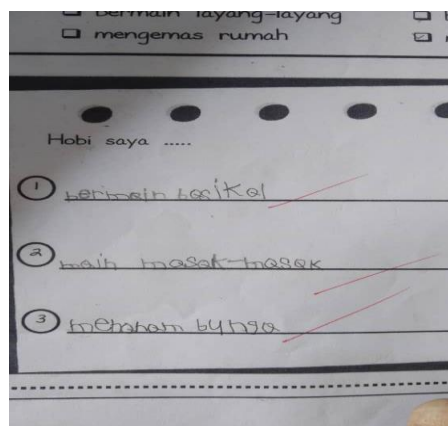 bermain layang-layang
mengemas rumah
Hobi saya .....
1 bermain basikal
2 main masak-masak
3 menanam bunga